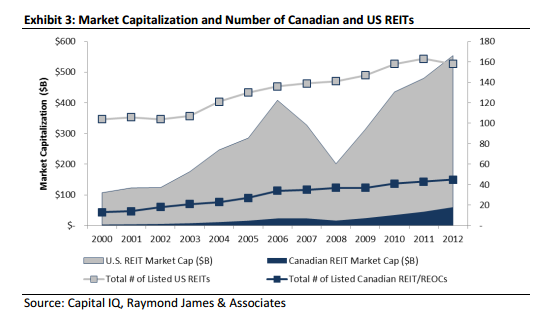 Exhibit 3: Market Capitalization and Number of Canadian and US REITs
$600
$500
$400
$300
$200
$100
$-
Market Capitalization ($B)
180
160
140
120
100
80
60
40
20
-
2000 2001 2002 2003 2004 2005 2006 2007 2008 2009 2010 2011 2012
U.S. REIT Market Cap ($B) Canadian REIT Market Cap ($B)
Total # of Listed US REITs Total # of Listed Canadian REIT/REOCs
Source: Capital IQ, Raymond James & Associates